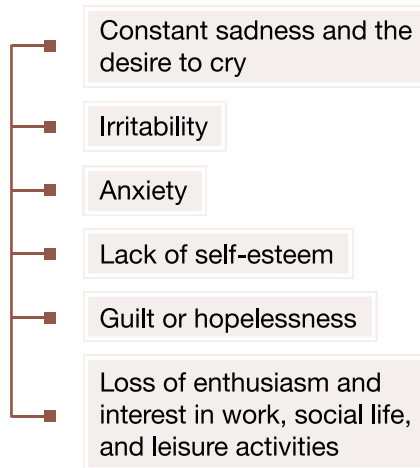 Constant sadness and the
desire to cry
Irritability
Anxiety
Lack of self-esteem
Guilt or hopelessness
Loss of enthusiasm and
interest in work, social life,
and leisure activities